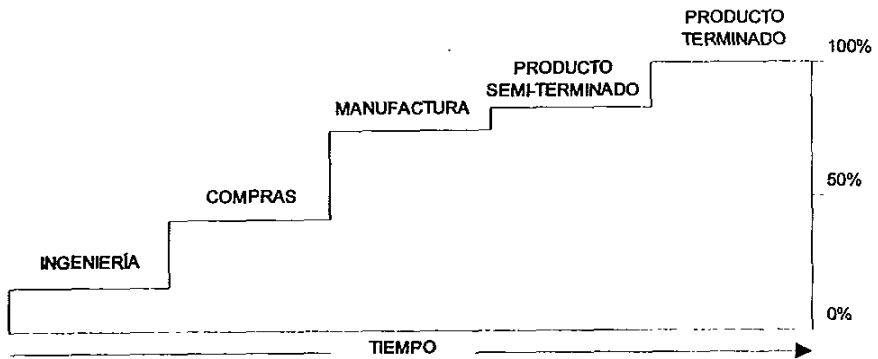 PRODUCTO
TERMINADO
100%
PRODUCTO
SEMI-TERMINADO
MANUFACTURA
50%
COMPRAS
INGENIERÍA
0%
TIEMPO